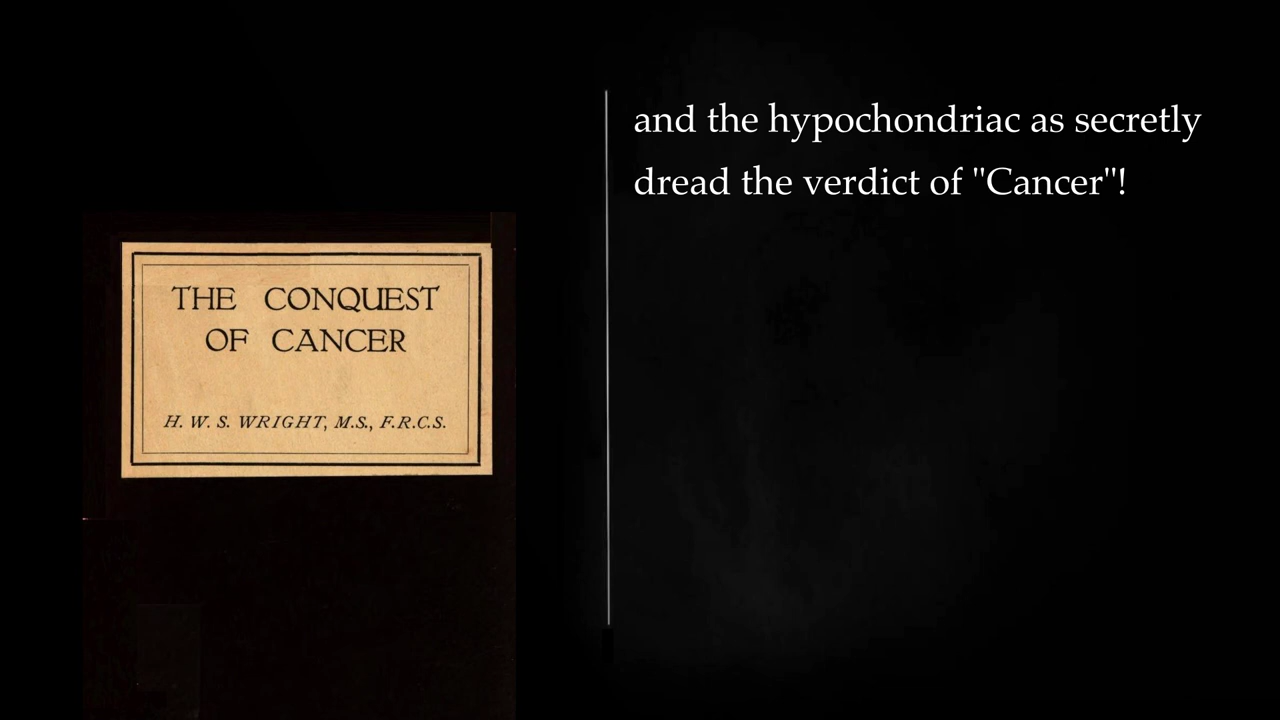 THE CONQUEST
OF CANCER
H. W. S. WRIGHT, M.S., F.R.C.S.
and the hypochondriac as secretly
dread the verdict of "Cancer"!